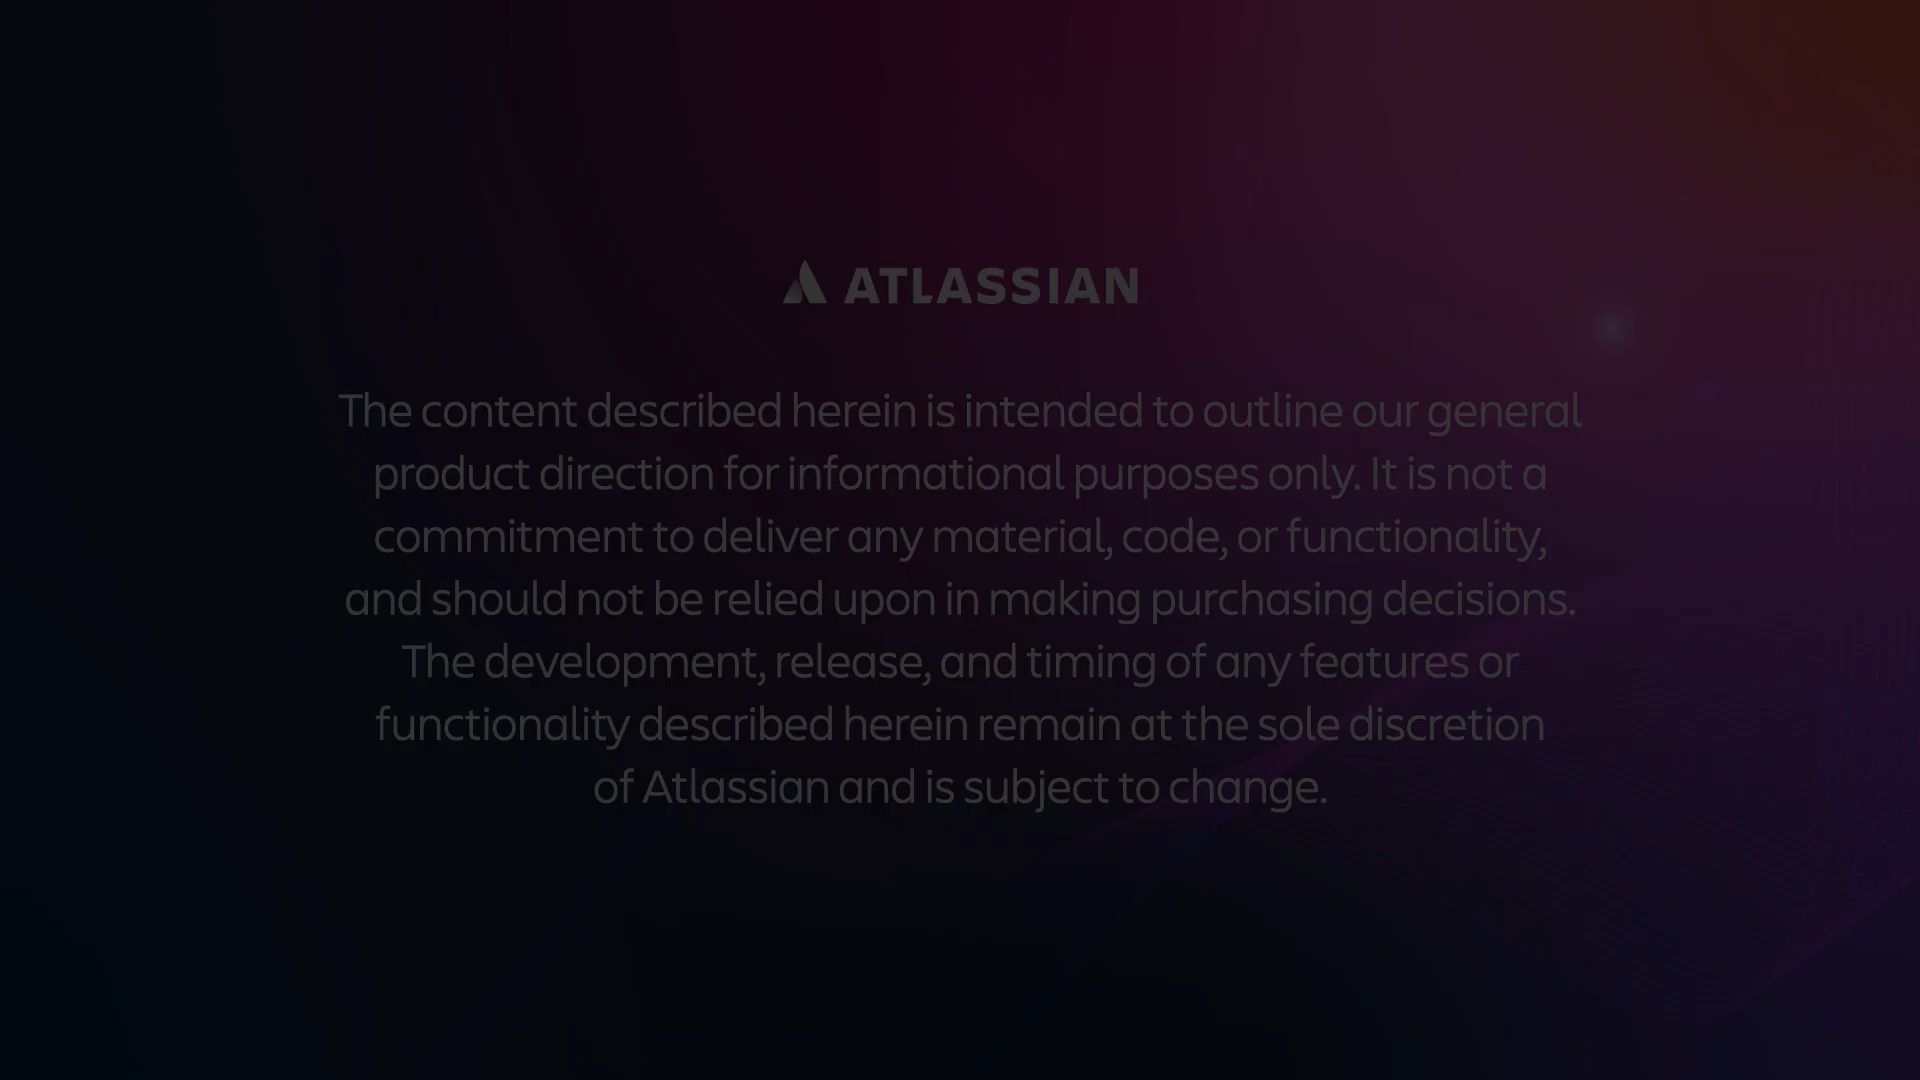 ATLASSIAN
The content described herein is intended to outline our general
product direction for informational purposes only. It is not a
commitment to deliver any material, code, or functionality,
and should not be relied upon in making purchasing decisions.
The development, release, and timing of any features or
functionality described herein remain at the sole discretion
of Atlassian and is subject to change.